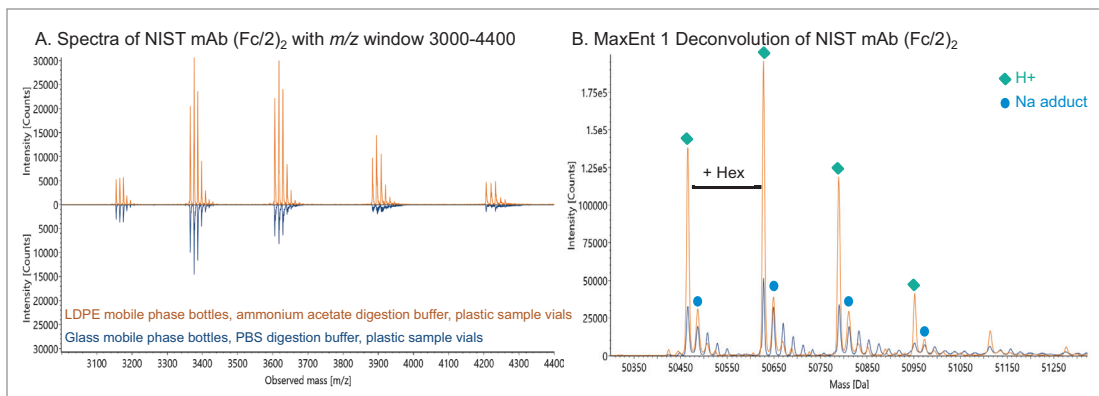 A. Spectra of NIST mAb (Fc/2)₂ with m/z window 3000-4400
30000
25000
20000
15000
10000
5000
0
5000
10000
15000
20000
25000
30000
Intensity [Counts]
Intensity [Counts]
LDPE mobile phase bottles, ammonium acetate digestion buffer, plastic sample vials
Glass mobile phase bottles, PBS digestion buffer, plastic sample vials
3100 3200 3300 3400 3500 3600 3700 3800 3900 4000 4100 4200 4300 4400
Observed mass [m/z]
B. MaxEnt 1 Deconvolution of NIST mAb (Fc/2)₂
H+
Na adduct
+ Hex
1.75e5
1.5e5
1.25e5
100000
75000
50000
25000
0
Intensity [Counts]
50350 50450 50550 50650 50750 50850 50950 51050 51150 51250
Mass [Da]